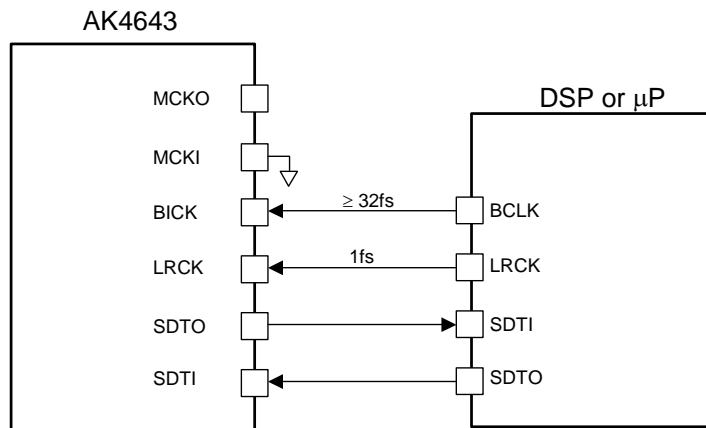 AK4643
DSP or μP
MCKO
MCKI
BICK
≥ 32fs
BCLK
LRCK
1fs
LRCK
SDTO
SDTI
SDTI
SDTO